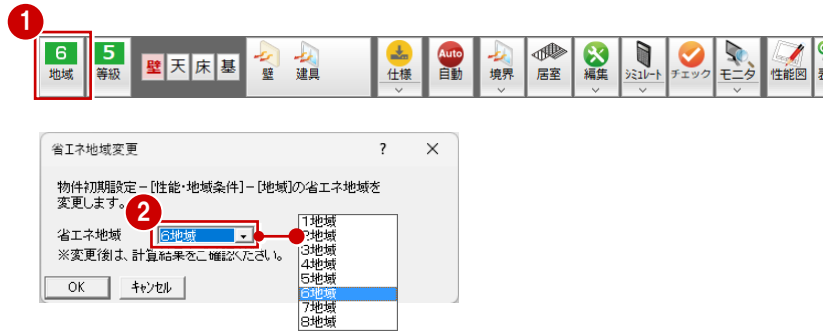 1
6 5 Auto
地域 等級 壁 天 床 基 壁 建具 仕様 自動 境界 居室 編集 ｼﾐｭﾚｰﾄ チェック モニタ 性能図
省エネ地域変更 ? ×
物件初期設定－[性能・地域条件]－[地域]の省エネ地域を
変更します。
2
省エネ地域 6地域
※変更後は、計算結果をご確認ください。
OK ｷｬﾝｾﾙ
1地域
2地域
3地域
4地域
5地域
6地域
7地域
8地域